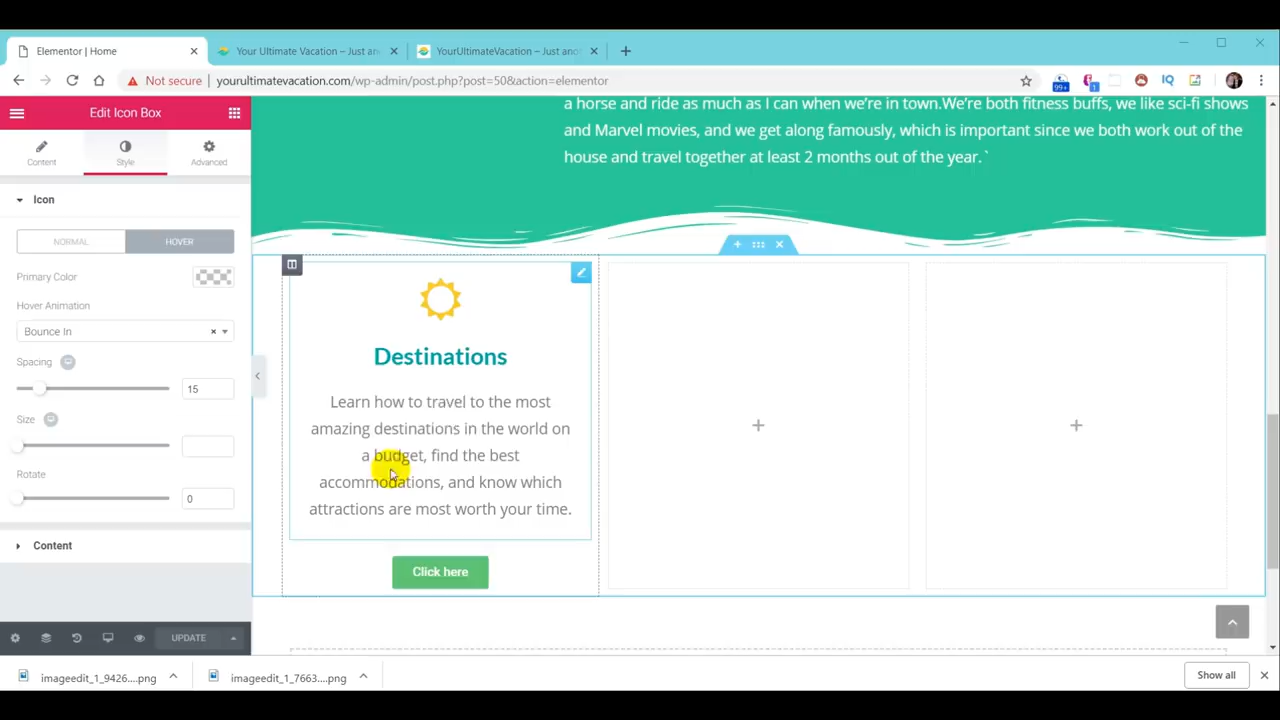 Elementor | Home
Your Ultimate Vacation – Just an
YourUltimateVacation – Just ano
Not secure
yourultimatevacation.com/wp-admin/post.php?post=50&action=elementor
99+
1
IQ
Edit Icon Box
Content
Style
Advanced
Icon
NORMAL
HOVER
Primary Color
Hover Animation
Bounce In
Spacing
15
Size
Rotate
0
Content
UPDATE
a horse and ride as much as I can when we're in town.We're both fitness buffs, we like sci-fi shows
and Marvel movies, and we get along famously, which is important since we both work out of the
house and travel together at least 2 months out of the year. `
Destinations
Learn how to travel to the most
amazing destinations in the world on
a budget, find the best
accommodations, and know which
attractions are most worth your time.
Click here
imageedit_1_9426....png
imageedit_1_7663....png
Show all